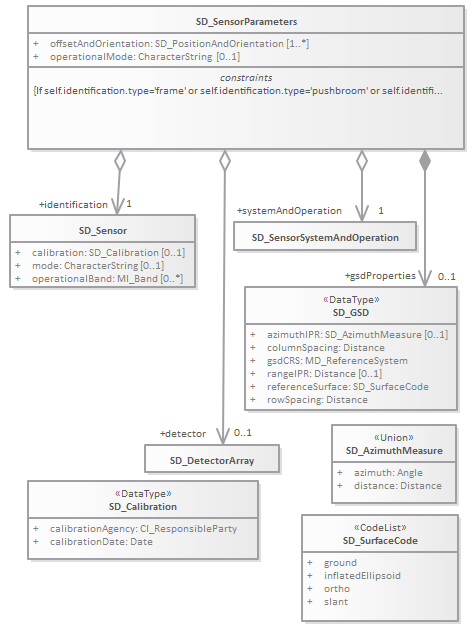 SD_SensorParameters
+ offsetAndOrientation: SD_PositionAndOrientation [1..*]
+ operationalMode: CharacterString [0..1]
constraints
{If self.identification.type='frame' or self.identification.type='pushbroom' or self.identifi...
+identification
1
+systemAndOperation
1
SD_Sensor
+ calibration: SD_Calibration [0..1]
+ mode: CharacterString [0..1]
+ operationalBand: MI_Band [0..*]
SD_SensorSystemAndOperation
+gsdProperties
0..1
«DataType»
SD_GSD
+ azimuthIPR: SD_AzimuthMeasure [0..1]
+ columnSpacing: Distance
+ gsdCRS: MD_ReferenceSystem
+ rangeIPR: Distance [0..1]
+ referenceSurface: SD_SurfaceCode
+ rowSpacing: Distance
+detector
0..1
SD_DetectorArray
«Union»
SD_AzimuthMeasure
+ azimuth: Angle
+ distance: Distance
«DataType»
SD_Calibration
+ calibrationAgency: CI_ResponsibleParty
+ calibrationDate: Date
«CodeList»
SD_SurfaceCode
+ ground
+ inflatedEllipsoid
+ ortho
+ slant